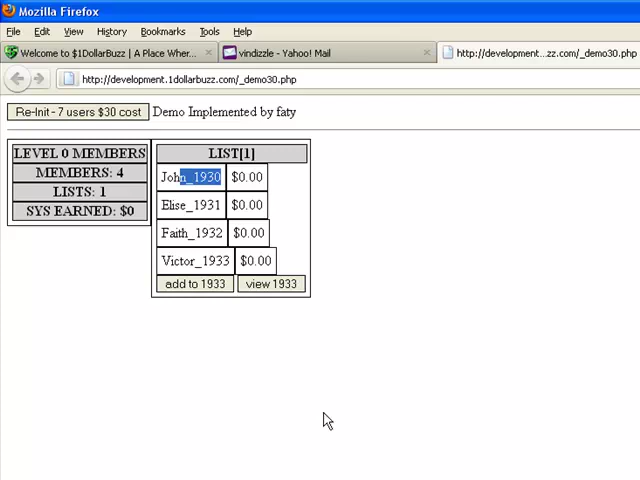 Mozilla Firefox
File Edit View History Bookmarks Tools Help
Welcome to $1DollarBuzz | A Place Wher... × vindizzle - Yahoo! Mail × http://development....zz.com/_demo30.php
http://development.1dollarbuzz.com/_demo30.php
Re-Init - 7 users $30 cost Demo Implemented by faty
LEVEL 0 MEMBERS
MEMBERS: 4
LISTS: 1
SYS EARNED: $0
LIST[1]
John_1930 $0.00
Elise_1931 $0.00
Faith_1932 $0.00
Victor_1933 $0.00
add to 1933 view 1933